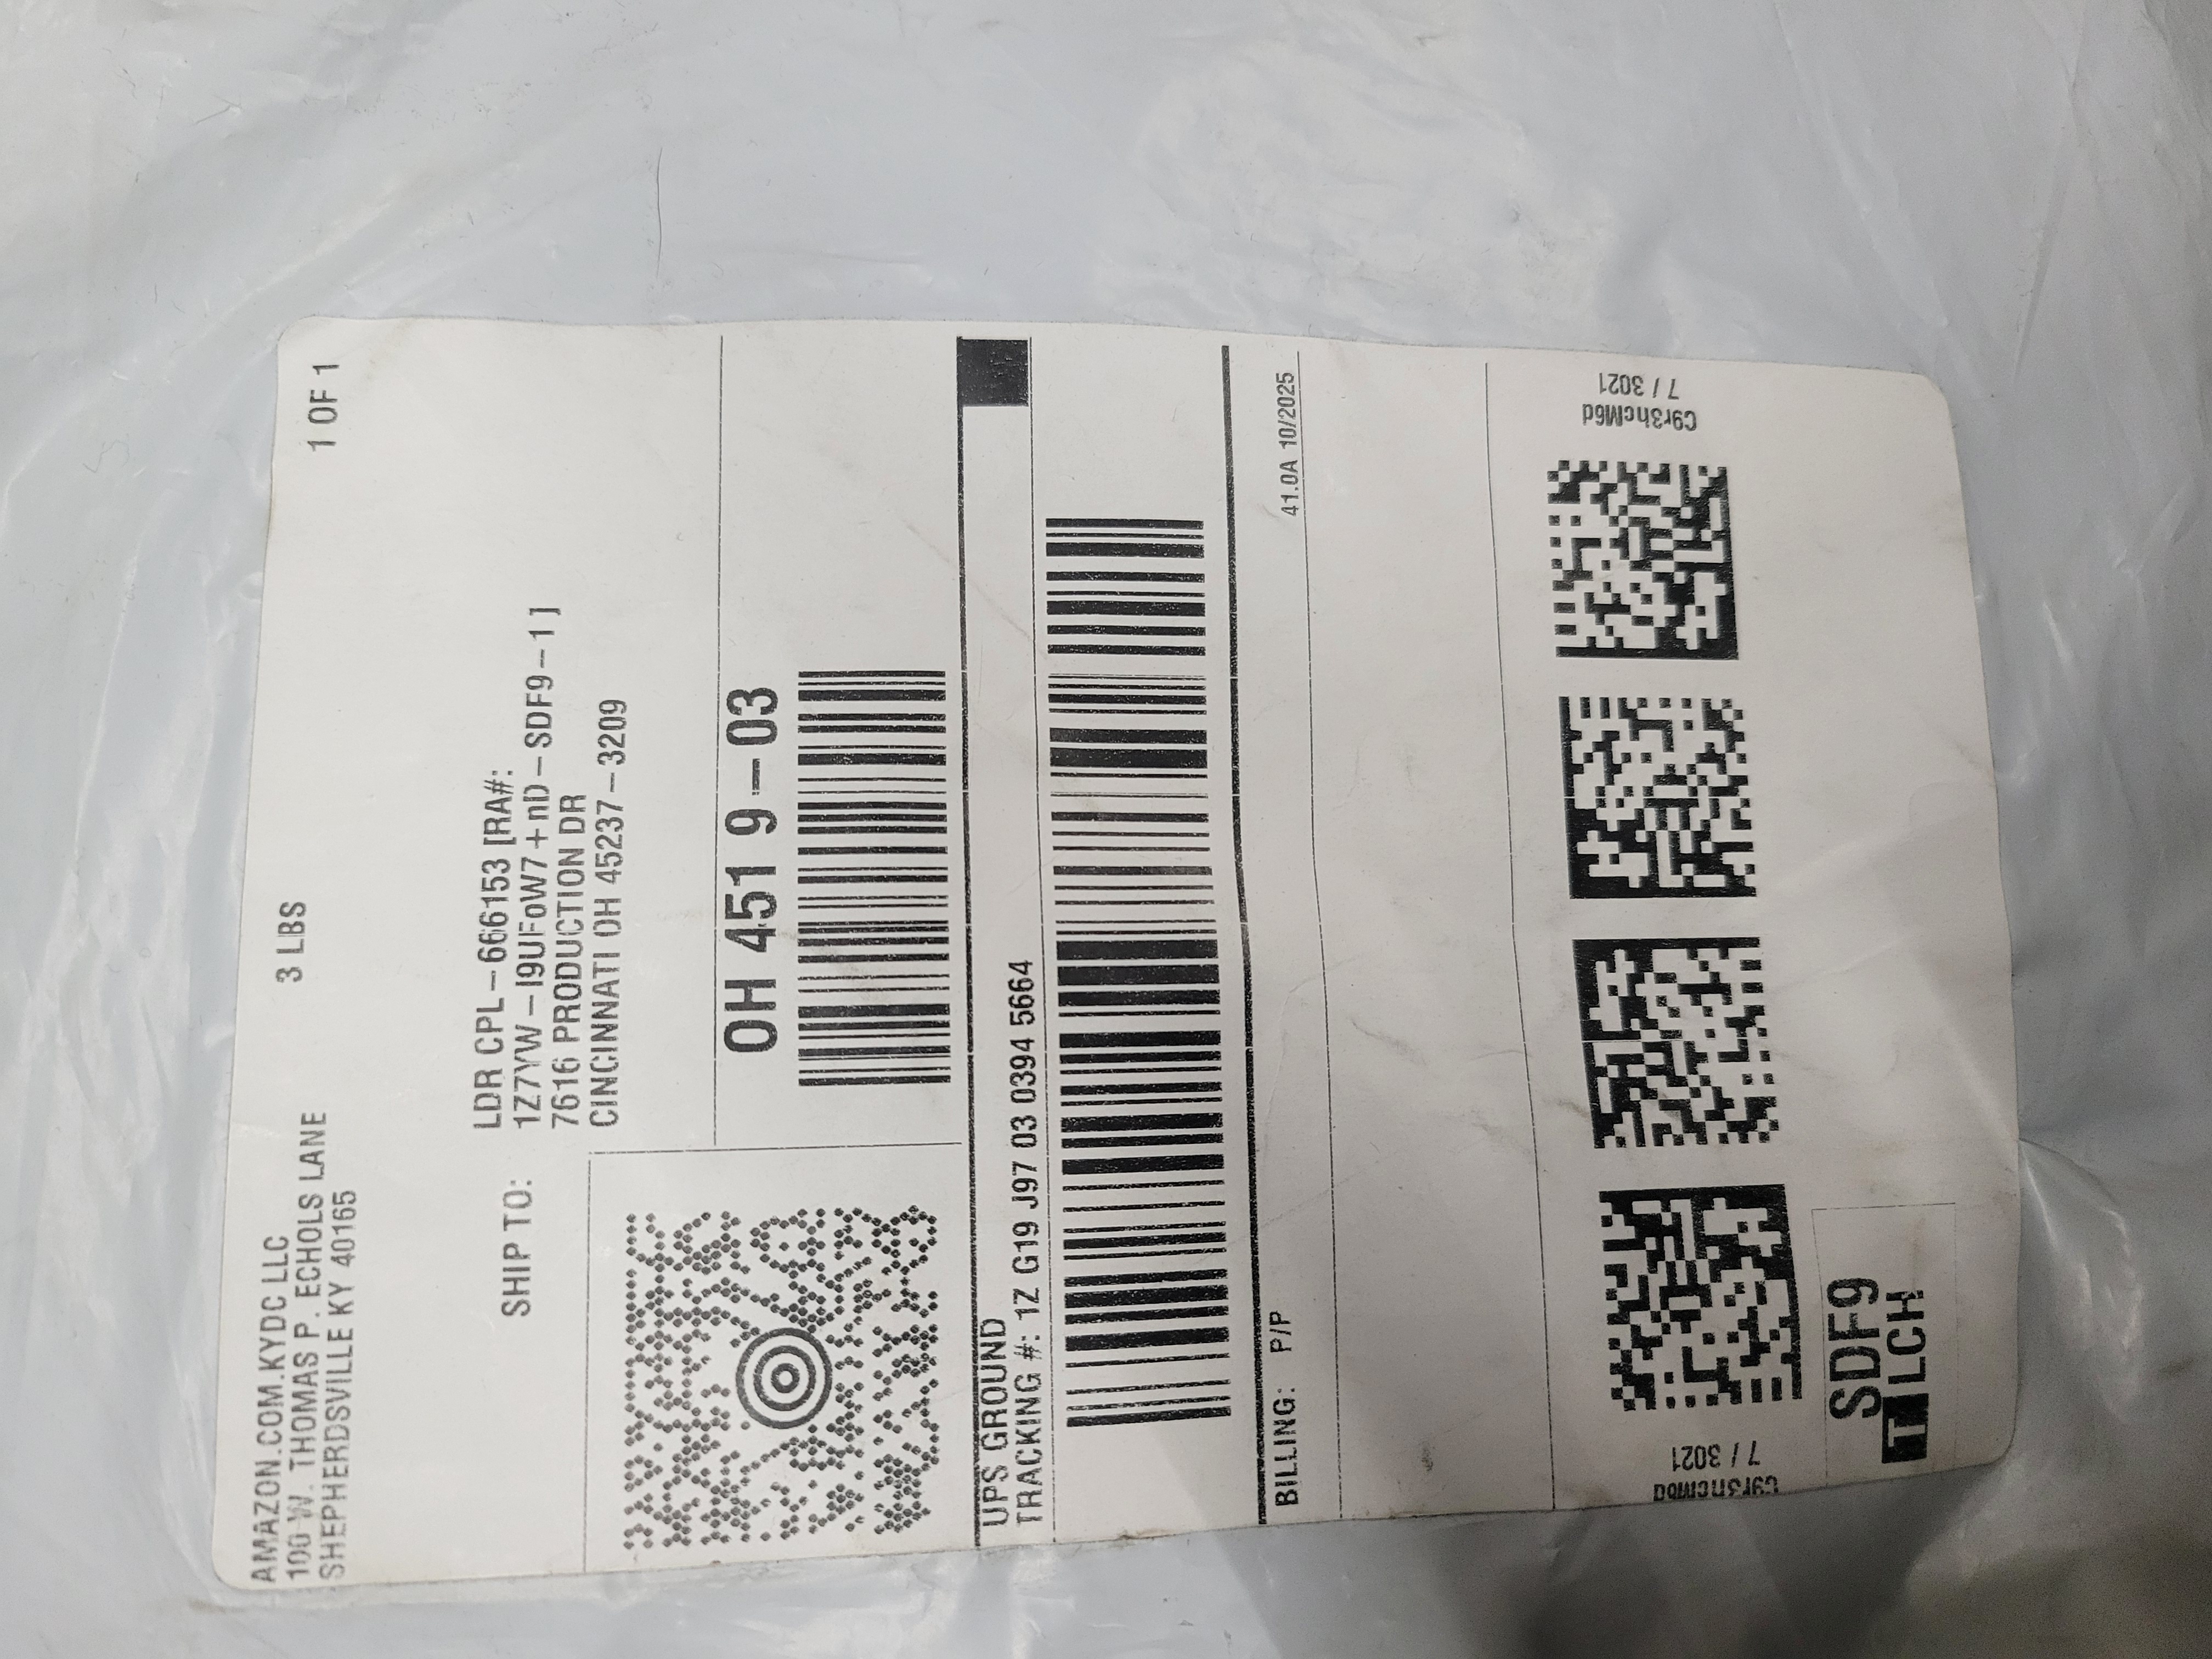 AMAZON.COM.KYDC LLC
100 W. THOMAS P. ECHOLS LANE
SHEPHERDSVILLE KY 40165
3 LBS
1 OF 1
SHIP TO:
LDR CPL-666153 [RA#:
1Z7YW-I9UFoW7+nD-SDF9-1]
7616 PRODUCTION DR
CINCINNATI OH 45237-3209
OH 451 9-03
UPS GROUND
TRACKING #: 1Z G19 J97 03 0394 5664
BILLING: P/P
41.0A 10/2025
C9r3hcM6d
7 / 3021
C9r3hcM6d
7 / 3021
SDF9
T LCH